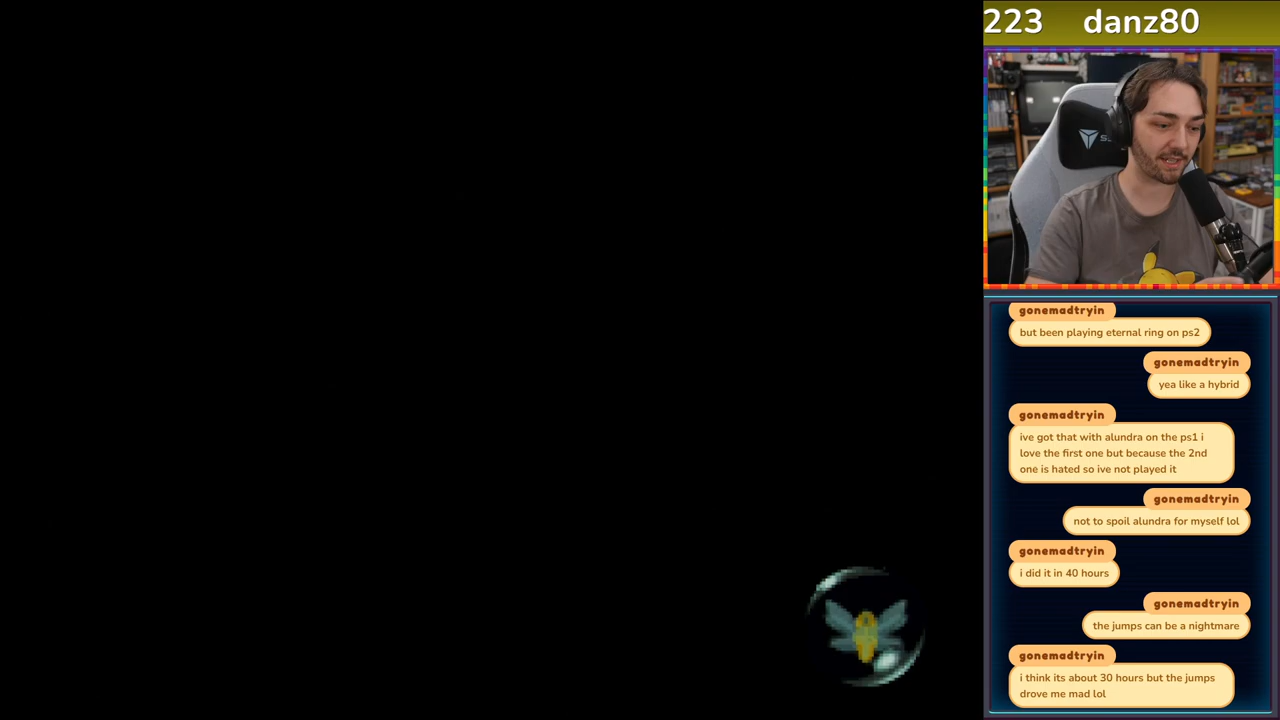 223 danz80
gonemadtryin
but been playing eternal ring on ps2
gonemadtryin
yea like a hybrid
gonemadtryin
ive got that with alundra on the ps1 i
love the first one but because the 2nd
one is hated so ive not played it
gonemadtryin
not to spoil alundra for myself lol
gonemadtryin
i did it in 40 hours
gonemadtryin
the jumps can be a nightmare
gonemadtryin
i think its about 30 hours but the jumps
drove me mad lol